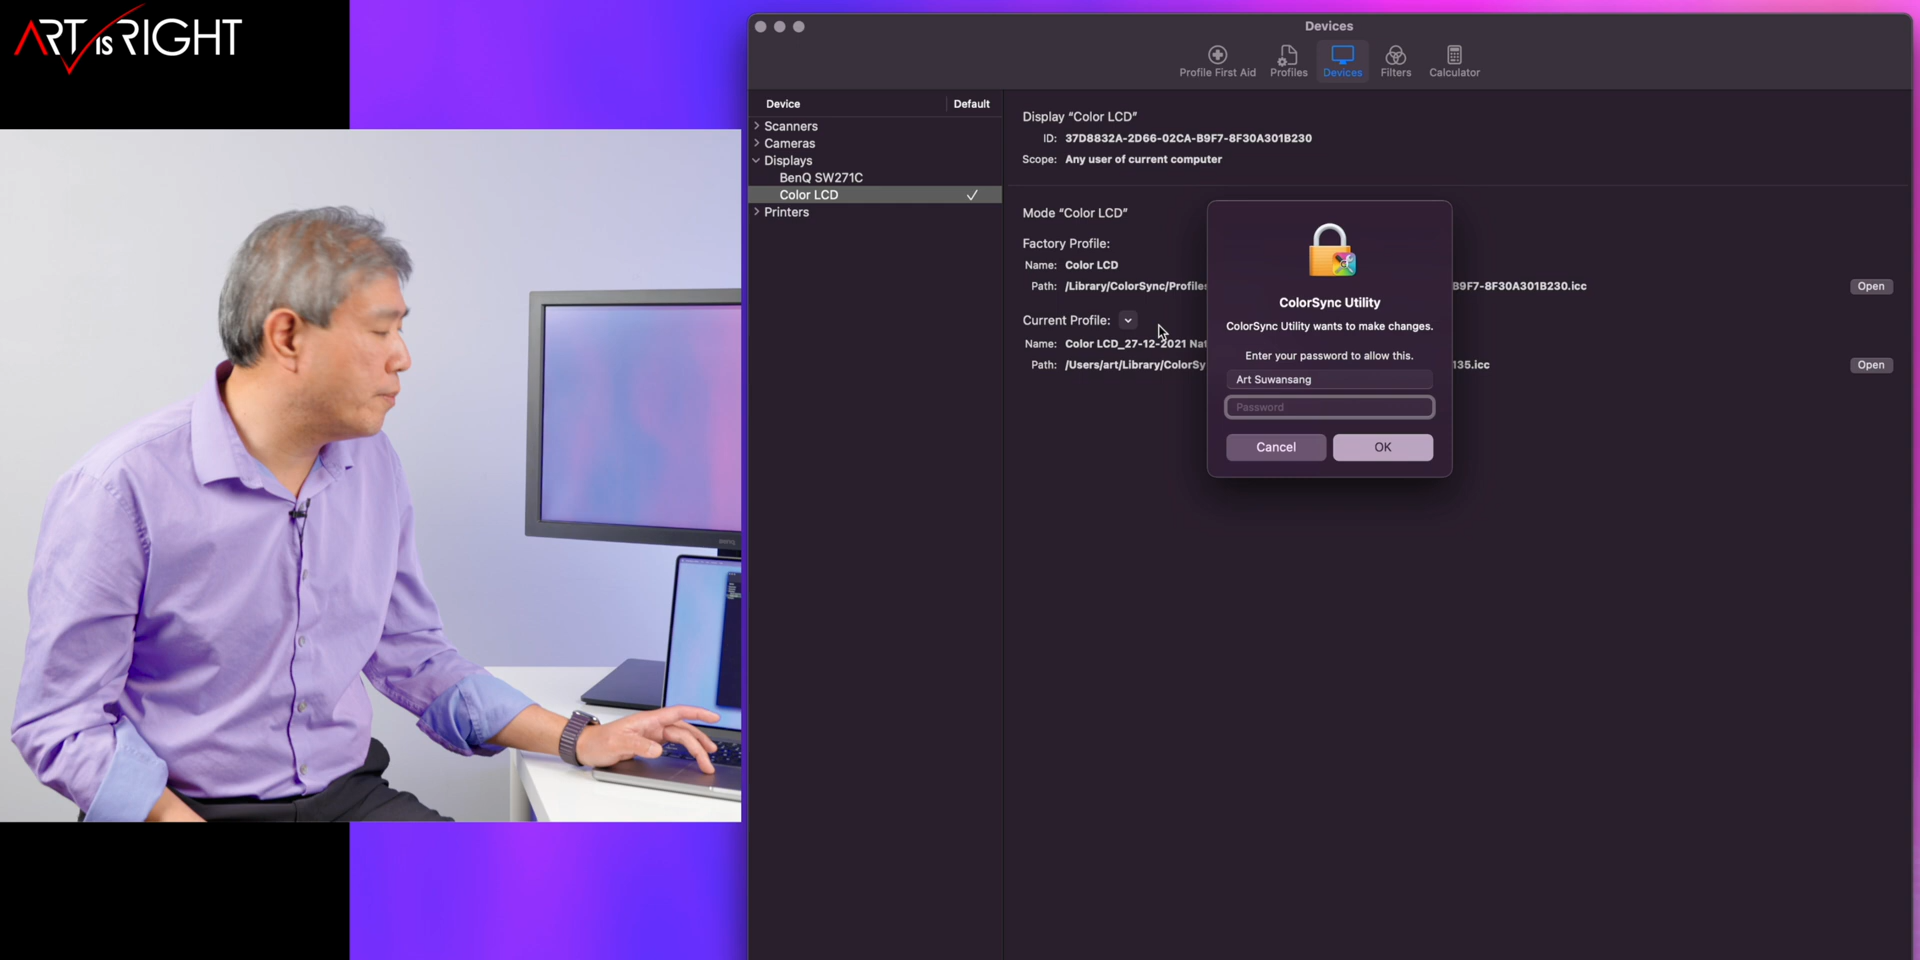 ART IS RIGHT
Devices
Profile First Aid
Profiles
Devices
Filters
Calculator
Device
Default
Scanners
Cameras
Displays
BenQ SW271C
Color LCD
Printers
Display “Color LCD”
ID: 37D8832A-2D66-02CA-B9F7-8F30A301B230
Scope: Any user of current computer
Mode “Color LCD”
Factory Profile:
Name: Color LCD
Path: /Library/ColorSync/Profiles
B9F7-8F30A301B230.icc
Open
Current Profile:
Name: Color LCD_27-12-2021 Nat
Path: /Users/art/Library/ColorSy
135.icc
Open
ColorSync Utility
ColorSync Utility wants to make changes.
Enter your password to allow this.
Art Suwansang
Password
Cancel
OK